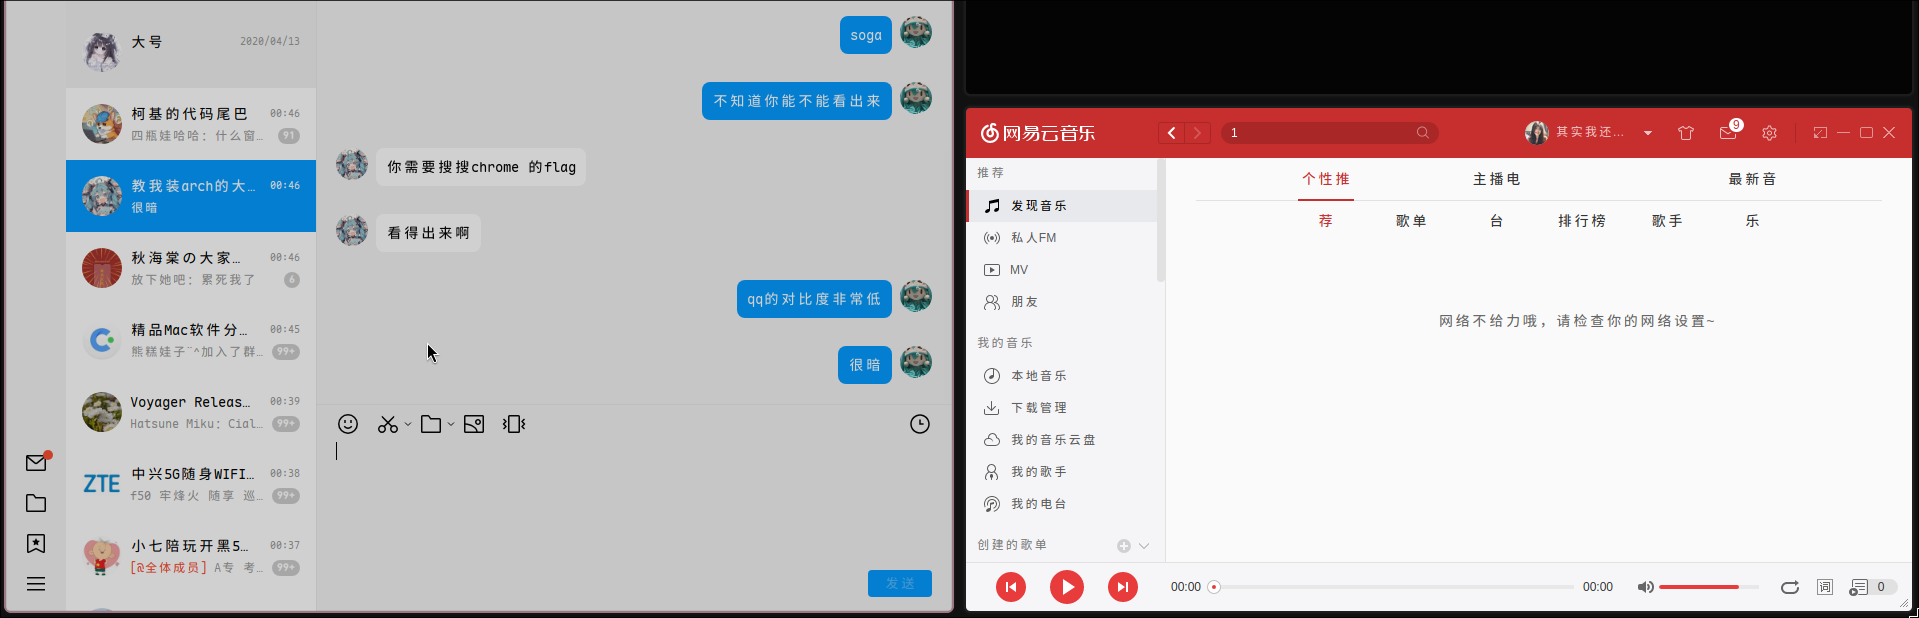 大号
2020/04/13
柯基的代码尾巴
00:46
四瓶娃哈哈: 什么窗...
91
教我装arch的大...
00:46
很暗
秋海棠の大家...
00:46
放下她吧: 累死我了
6
精品Mac软件分...
00:45
熊糕娃子¨^加入了群...
99+
Voyager Releas...
00:39
Hatsune Miku: Cial...
99+
ZTE
中兴5G随身WIFI...
00:38
f50 牢烽火 随享 巡...
99+
小七陪玩开黑5...
00:37
[@全体成员] A专 考...
99+
soga
不知道你能不能看出来
你需要搜搜chrome 的flag
看得出来啊
qq的对比度非常低
很暗
发送
网易云音乐
1
其实我还...
9
推荐
发现音乐
私人FM
MV
朋友
我的音乐
本地音乐
下载管理
我的音乐云盘
我的歌手
我的电台
创建的歌单
个性推 主播电 最新音
荐 歌单 台 排行榜 歌手 乐
网络不给力哦，请检查你的网络设置~
00:00
00:00
词
0